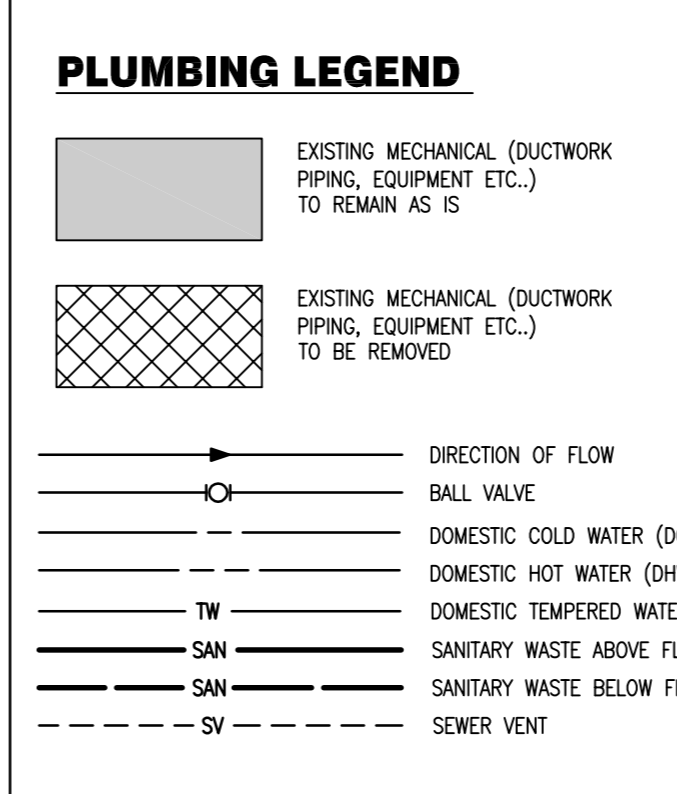 PLUMBING LEGEND
EXISTING MECHANICAL (DUCTWORK
PIPING, EQUIPMENT ETC..)
TO REMAIN AS IS
EXISTING MECHANICAL (DUCTWORK
PIPING, EQUIPMENT ETC..)
TO BE REMOVED
DIRECTION OF FLOW
BALL VALVE
DOMESTIC COLD WATER
DOMESTIC HOT WATER
TW DOMESTIC TEMPERED
SAN SANITARY WASTE ABOVE
SAN SANITARY WASTE BELOW
SV SEWER VENT